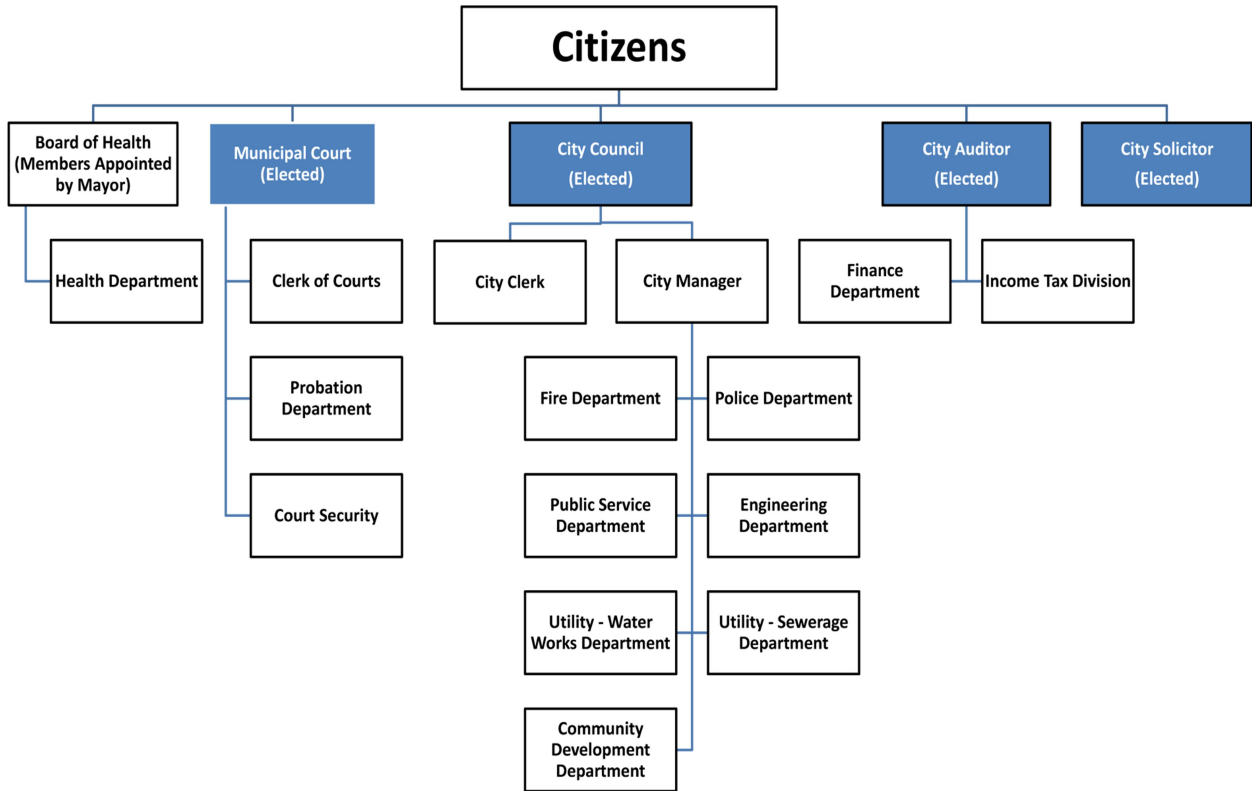 Citizens
Board of Health
(Members Appointed
by Mayor)
Municipal Court
(Elected)
City Council
(Elected)
City Auditor
(Elected)
City Solicitor
(Elected)
Health Department
Clerk of Courts
City Clerk
City Manager
Finance
Department
Income Tax Division
Probation
Department
Fire Department
Police Department
Court Security
Public Service
Department
Engineering
Department
Utility - Water
Works Department
Utility - Sewerage
Department
Community
Development
Department